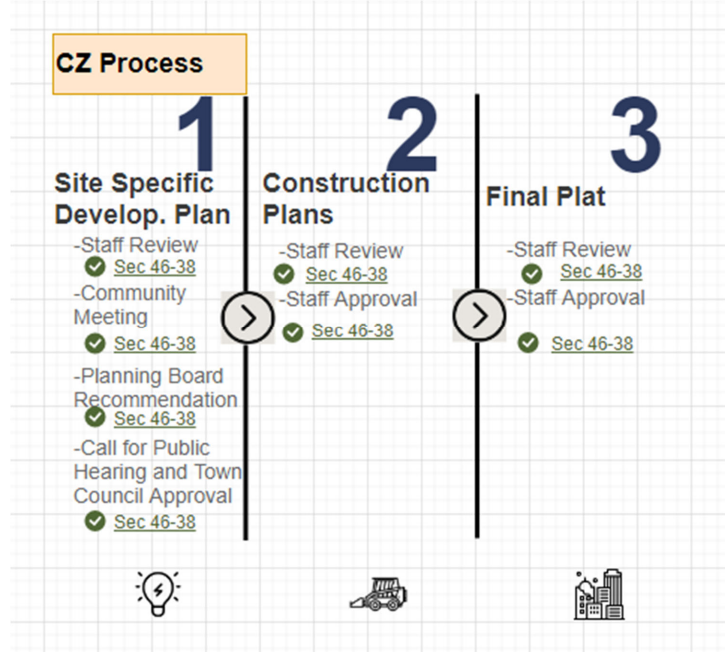 CZ Process
1
Site Specific
Develop. Plan
-Staff Review
Sec 46-38
-Community
Meeting
Sec 46-38
-Planning Board
Recommendation
Sec 46-38
-Call for Public
Hearing and Town
Council Approval
Sec 46-38
2
Construction
Plans
-Staff Review
Sec 46-38
-Staff Approval
Sec 46-38
3
Final Plat
-Staff Review
Sec 46-38
-Staff Approval
Sec 46-38